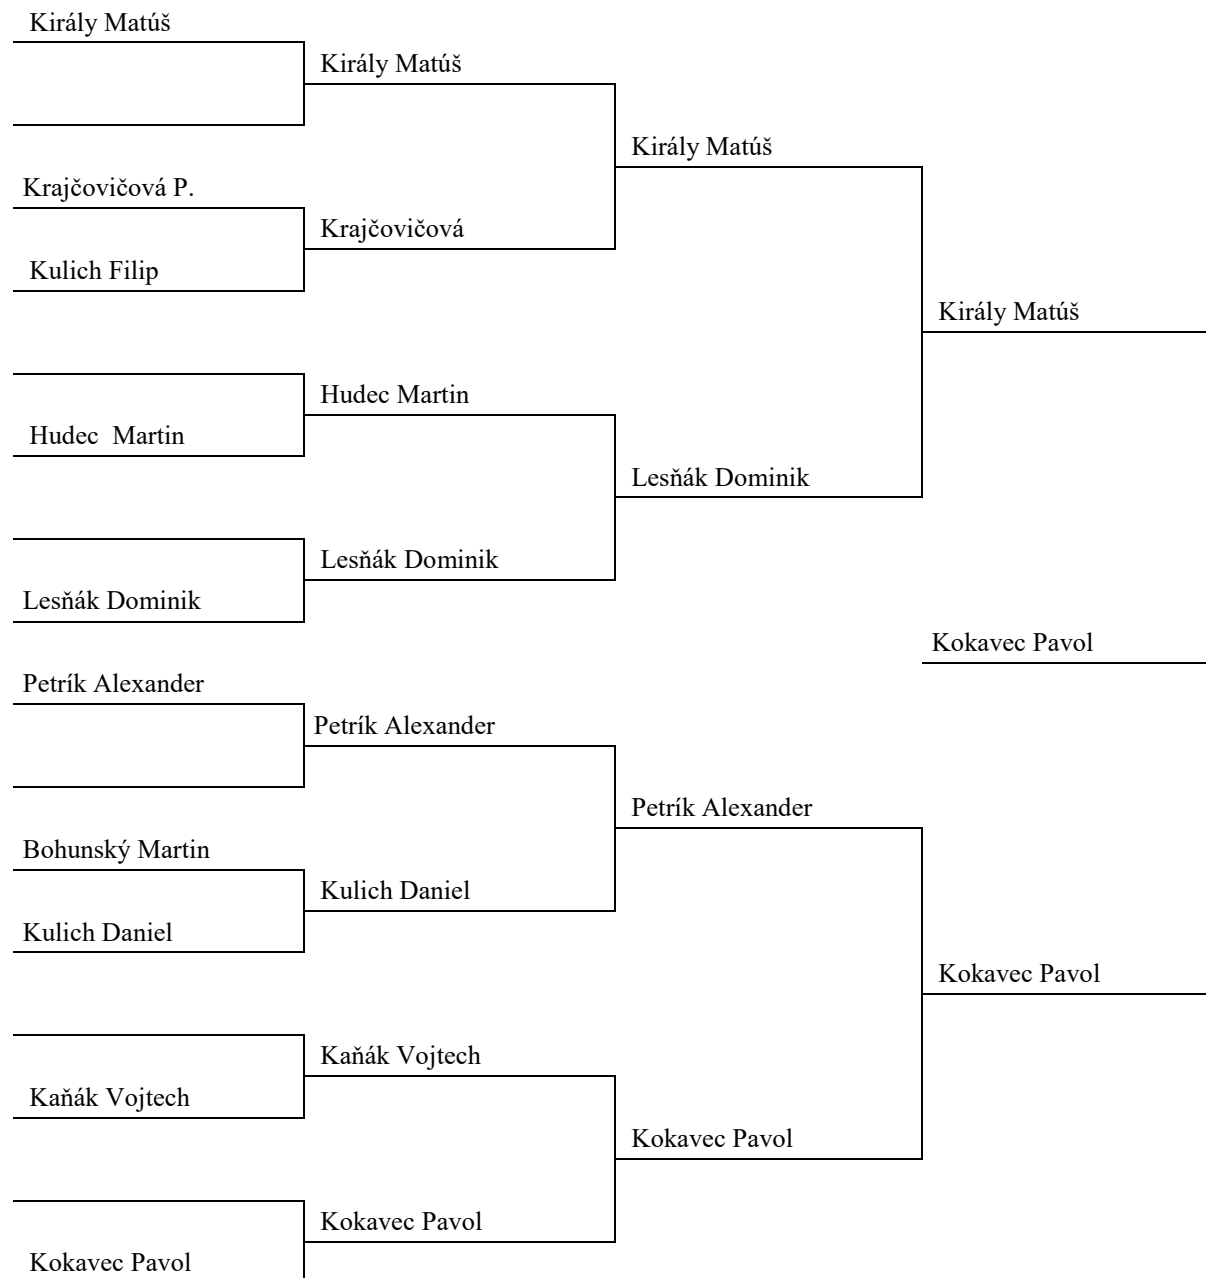 Király Matúš
Király Matúš
Király Matúš
Krajčovičová P.
Krajčovičová
Kulich Filip
Király Matúš
Hudec Martin
Hudec  Martin
Lesňák Dominik
Lesňák Dominik
Lesňák Dominik
Kokavec Pavol
Petrík Alexander
Petrík Alexander
Petrík Alexander
Bohunský Martin
Kulich Daniel
Kulich Daniel
Kokavec Pavol
Kaňák Vojtech
Kaňák Vojtech
Kokavec Pavol
Kokavec Pavol
Kokavec Pavol